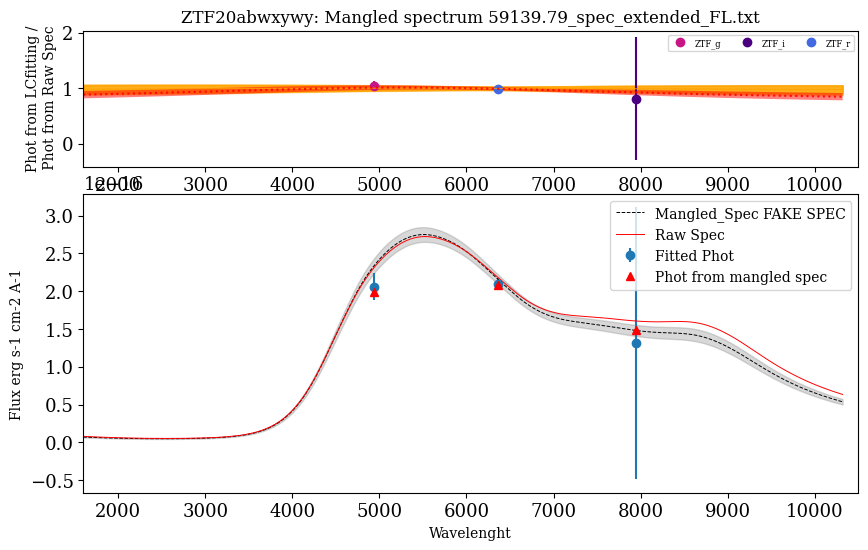 ZTF20abwxywy: Mangled spectrum 59139.79_spec_extended_FL.txt
Phot from LCfitting /
Phot from Raw Spec
2
1
0
ZTF_g
ZTF_i
ZTF_r
2000 3000 4000 5000 6000 7000 8000 9000 10000
1e−16
3.0
2.5
2.0
1.5
1.0
0.5
0.0
−0.5
Flux erg s-1 cm-2 A-1
Mangled_Spec FAKE SPEC
Raw Spec
Fitted Phot
Phot from mangled spec
2000 3000 4000 5000 6000 7000 8000 9000 10000
Wavelenght